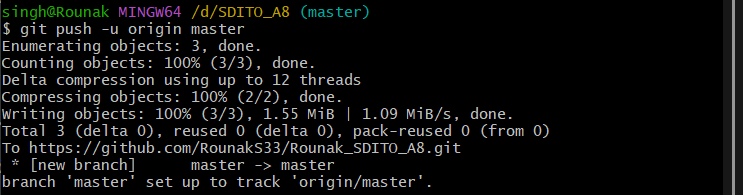 singh@Rounak MINGW64 /d/SDITO_A8 (master)
$ git push -u origin master
Enumerating objects: 3, done.
Counting objects: 100% (3/3), done.
Delta compression using up to 12 threads
Compressing objects: 100% (2/2), done.
Writing objects: 100% (3/3), 1.55 MiB | 1.09 MiB/s, done.
Total 3 (delta 0), reused 0 (delta 0), pack-reused 0 (from 0)
To https://github.com/RounakS33/Rounak_SDITO_A8.git
 * [new branch]      master -> master
branch 'master' set up to track 'origin/master'.